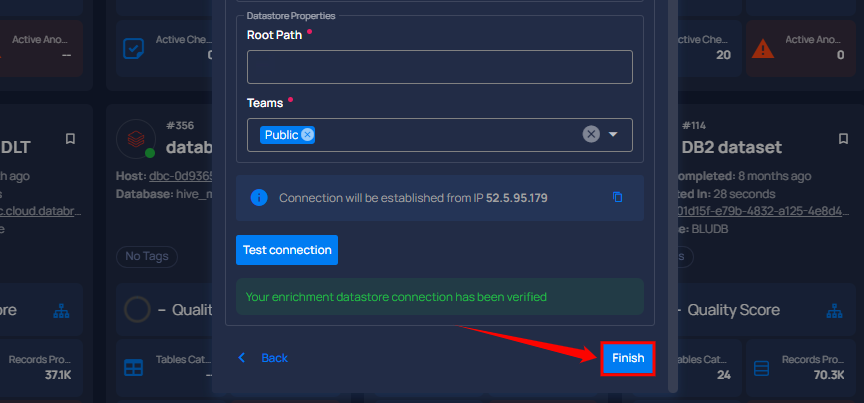 Datastore Properties
Root Path *
Teams *
Public
Connection will be established from IP 52.5.95.179
Test connection
Your enrichment datastore connection has been verified
Back
Finish
Active Ano...
--
Active Che...
Active Che...
20
Active Ano...
0
DLT
#356
Host: dbc-0d9365
Database: hive_m
No Tags
– Quali
Records Pro...
37.1K
Tables Cat...
#114
DB2 dataset
ompleted: 8 months ago
ted In: 28 seconds
01d15f-e79b-4832-a125-4e8d4...
se: BLUDB
– Quality Score
ables Cat...
24
Records Pro...
70.3K
h ago
c.cloud.databr...
ore